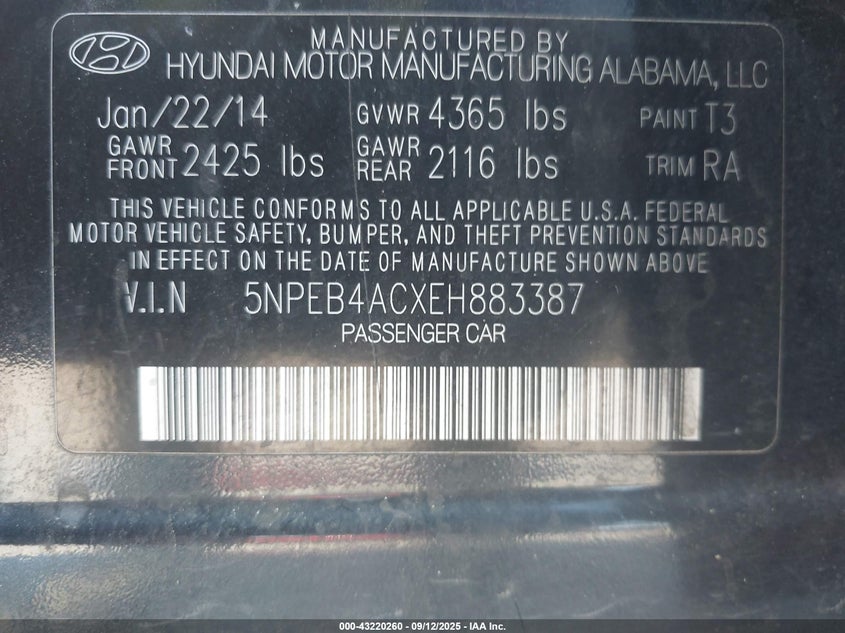 MANUFACTURED BY
HYUNDAI MOTOR MANUFACTURING ALABAMA, LLC
Jan/22/14 GVWR 4365 lbs PAINT T3
GAWR FRONT 2425 lbs GAWR REAR 2116 lbs TRIM RA
THIS VEHICLE CONFORMS TO ALL APPLICABLE U.S.A. FEDERAL
MOTOR VEHICLE SAFETY, BUMPER, AND THEFT PREVENTION STANDARDS
IN EFFECT ON THE DATE OF MANUFACTURE SHOWN ABOVE
V.I.N 5NPEB4ACXEH883387
PASSENGER CAR
000-43220260 - 09/12/2025 - IAA Inc.